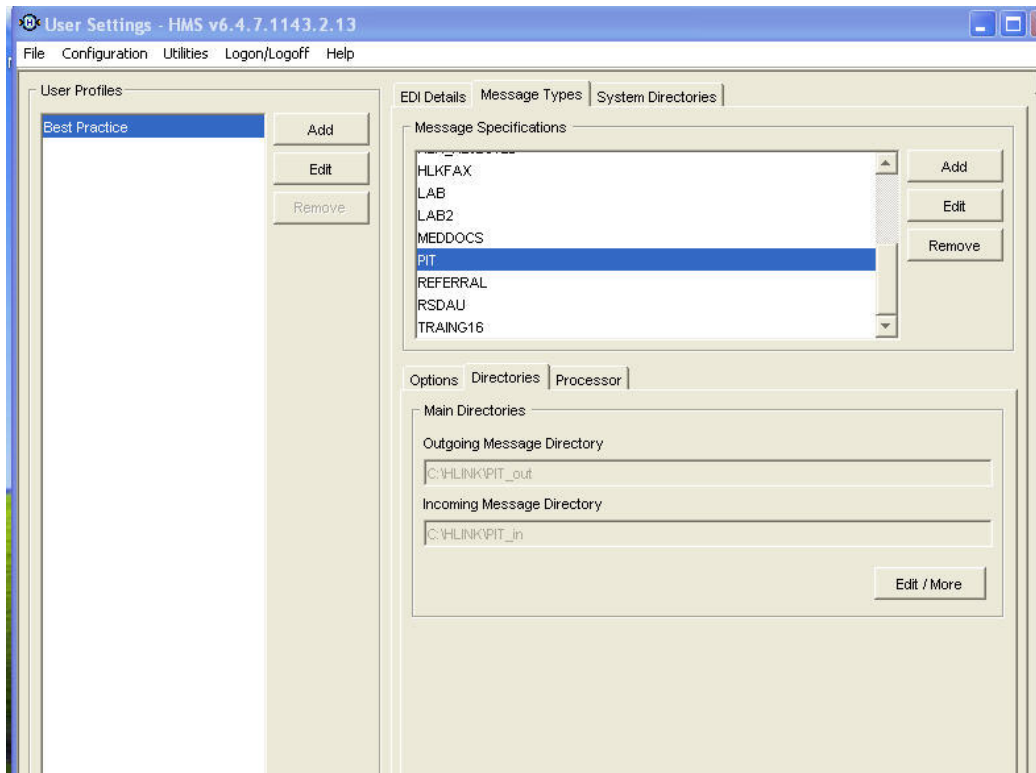 User Settings - HMS v6.4.7.1143.2.13
File Configuration Utilities Logon/Logoff Help
User Profiles
Best Practice
Add
Edit
Remove
EDI Details Message Types System Directories
Message Specifications
HLKFAX
LAB
LAB2
MEDDOCS
PIT
REFERRAL
RSDAU
TRAING16
Add
Edit
Remove
Options Directories Processor
Main Directories
Outgoing Message Directory
C:\HLINK\PIT_out
Incoming Message Directory
C:\HLINK\PIT_in
Edit / More